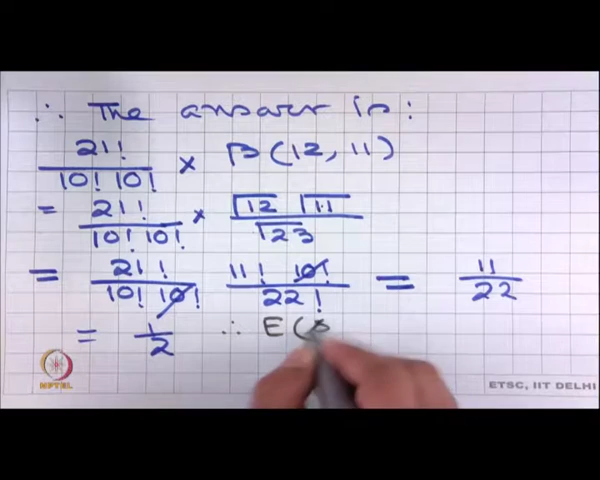 ∴ The answer is:
21! / 10! 10! × β(12, 11)
= 21! / 10! 10! × Γ12 Γ11 / Γ23
= 21! / 10! 10! 11! 10! / 22! = 11 / 22
= 1 / 2 ∴ E(
NPTEL
ETSC, IIT DELHI